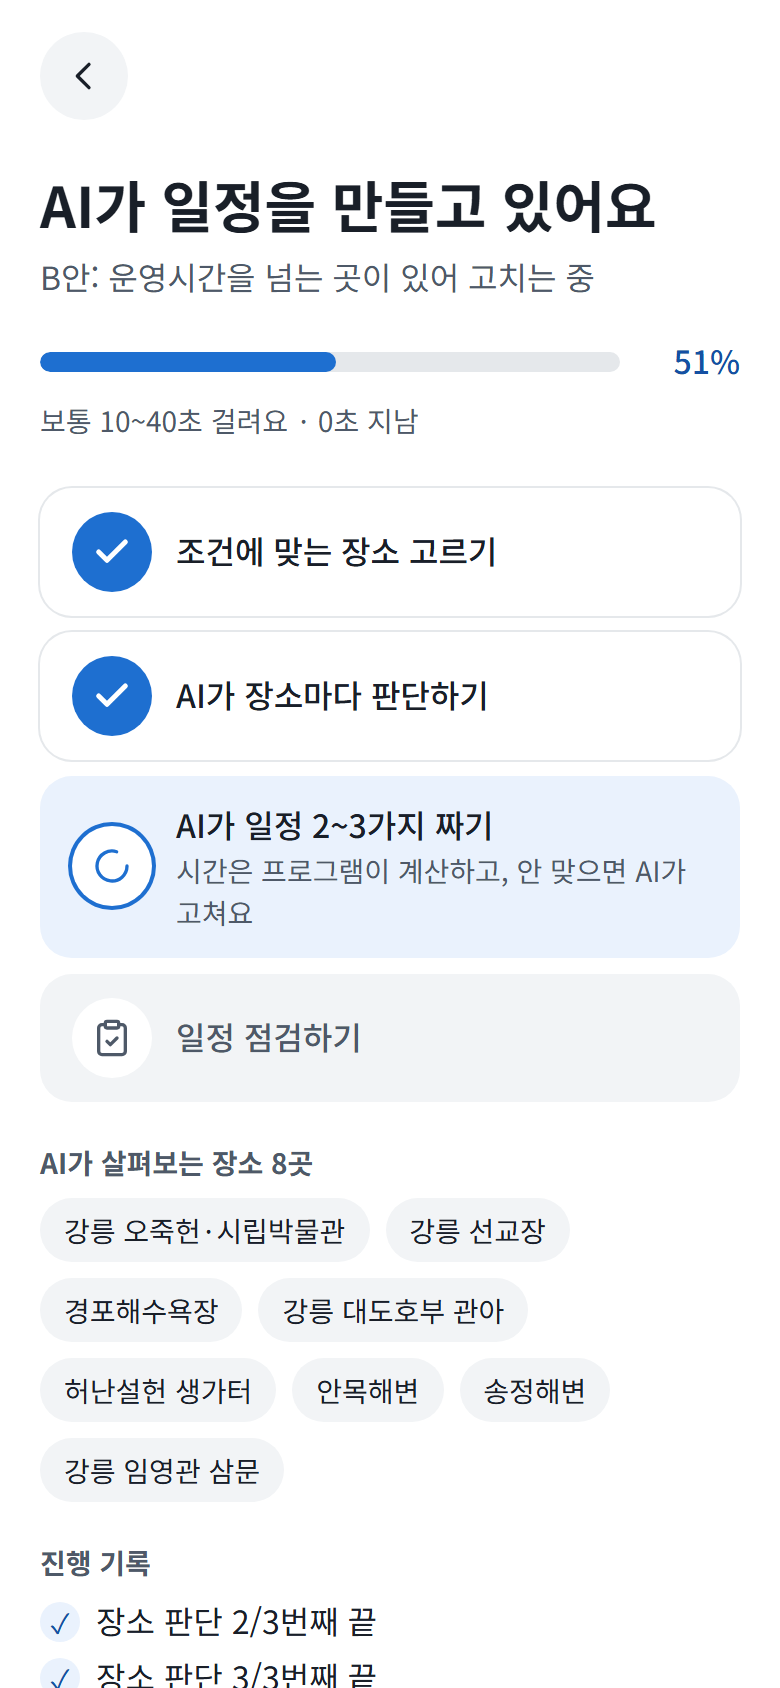 AI가 일정을 만들고 있어요
B안: 운영시간을 넘는 곳이 있어 고치는 중
51%
보통 10~40초 걸려요 · 0초 지남
조건에 맞는 장소 고르기
AI가 장소마다 판단하기
AI가 일정 2~3가지 짜기
시간은 프로그램이 계산하고, 안 맞으면 AI가
고쳐요
일정 점검하기
AI가 살펴보는 장소 8곳
강릉 오죽헌·시립박물관
강릉 선교장
경포해수욕장
강릉 대도호부 관아
허난설헌 생가터
안목해변
송정해변
강릉 임영관 삼문
진행 기록
✓ 장소 판단 2/3번째 끝
✓ 장소 판단 3/3번째 끝